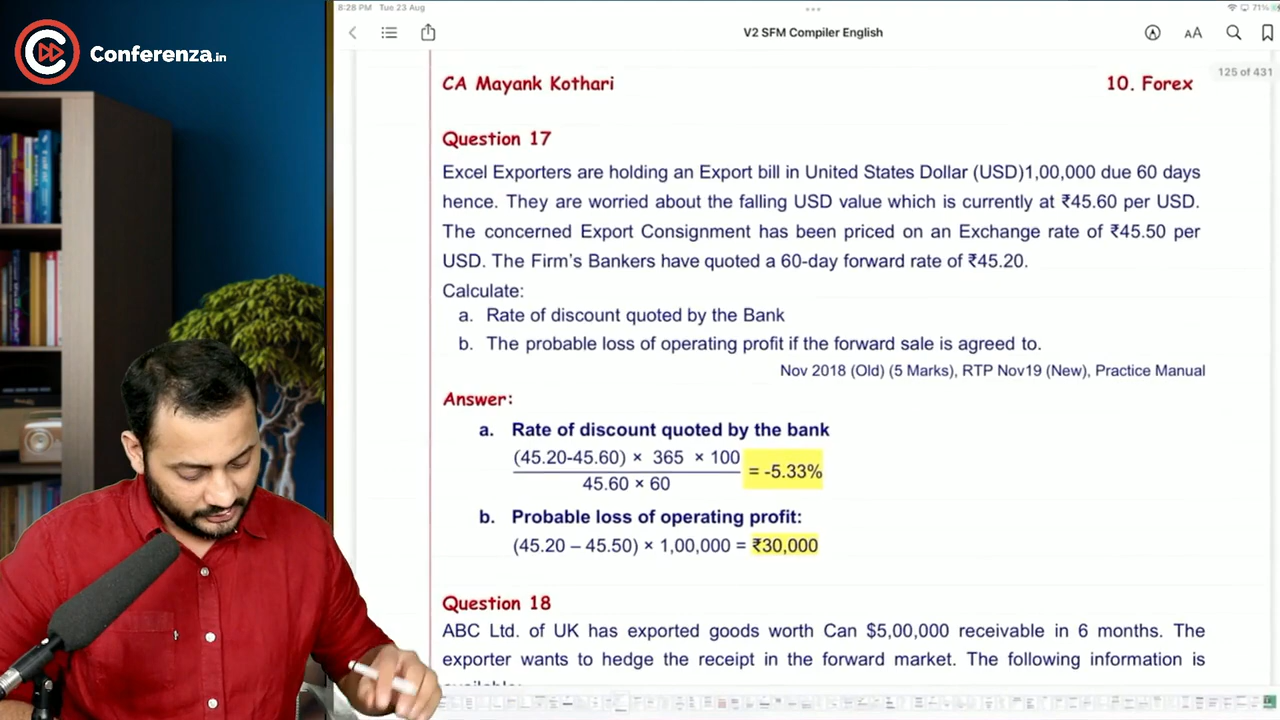 8:28 PM Tue 23 Aug
71%
Conferenza.in
V2 SFM Compiler English
AA
125 of 431
CA Mayank Kothari
10. Forex
Question 17
Excel Exporters are holding an Export bill in United States Dollar (USD)1,00,000 due 60 days
hence. They are worried about the falling USD value which is currently at ₹45.60 per USD.
The concerned Export Consignment has been priced on an Exchange rate of ₹45.50 per
USD. The Firm's Bankers have quoted a 60-day forward rate of ₹45.20.
Calculate:
a. Rate of discount quoted by the Bank
b. The probable loss of operating profit if the forward sale is agreed to.
Nov 2018 (Old) (5 Marks), RTP Nov19 (New), Practice Manual
Answer:
a. Rate of discount quoted by the bank
(45.20-45.60) × 365 × 100
= -5.33%
45.60 × 60
b. Probable loss of operating profit:
(45.20 – 45.50) × 1,00,000 = ₹30,000
Question 18
ABC Ltd. of UK has exported goods worth Can $5,00,000 receivable in 6 months. The
exporter wants to hedge the receipt in the forward market. The following information is